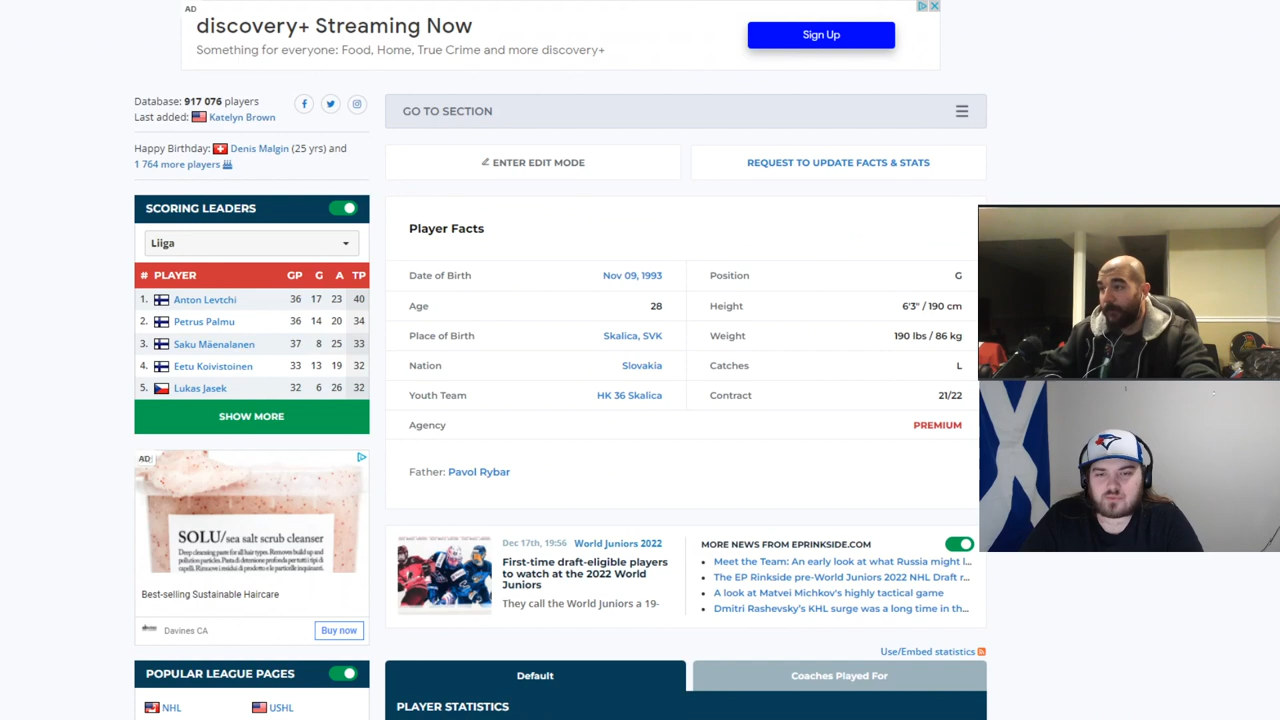 AD
discovery+ Streaming Now
Something for everyone: Food, Home, True Crime and more discovery+
Sign Up
Database: 917 076 players
Last added: Katelyn Brown
Happy Birthday: Denis Malgin (25 yrs) and
1 764 more players
GO TO SECTION
ENTER EDIT MODE
REQUEST TO UPDATE FACTS & STATS
SCORING LEADERS
Liiga
# PLAYER GP G A TP
1. Anton Levtchi 36 17 23 40
2. Petrus Palmu 36 14 20 34
3. Saku Mäenalanen 37 8 25 33
4. Eetu Koivistoinen 33 13 19 32
5. Lukas Jasek 32 6 26 32
SHOW MORE
Player Facts
Date of Birth Nov 09, 1993
Position G
Age 28
Height 6'3" / 190 cm
Place of Birth Skalica, SVK
Weight 190 lbs / 86 kg
Nation Slovakia
Catches L
Youth Team HK 36 Skalica
Contract 21/22
Agency PREMIUM
Father: Pavol Rybar
AD
SOLU/sea salt scrub cleanser
Best-selling Sustainable Haircare
Davines CA
Buy now
Dec 17th, 19:56 World Juniors 2022
First-time draft-eligible players
to watch at the 2022 World
Juniors
They call the World Juniors a 19-
MORE NEWS FROM EPRINKSIDE.COM
Meet the Team: An early look at what Russia might l...
The EP Rinkside pre-World Juniors 2022 NHL Draft r...
A look at Matvei Michkov's highly tactical game
Dmitri Rashevsky's KHL surge was a long time in th...
Use/Embed statistics
POPULAR LEAGUE PAGES
NHL USHL
Default
Coaches Played For
PLAYER STATISTICS